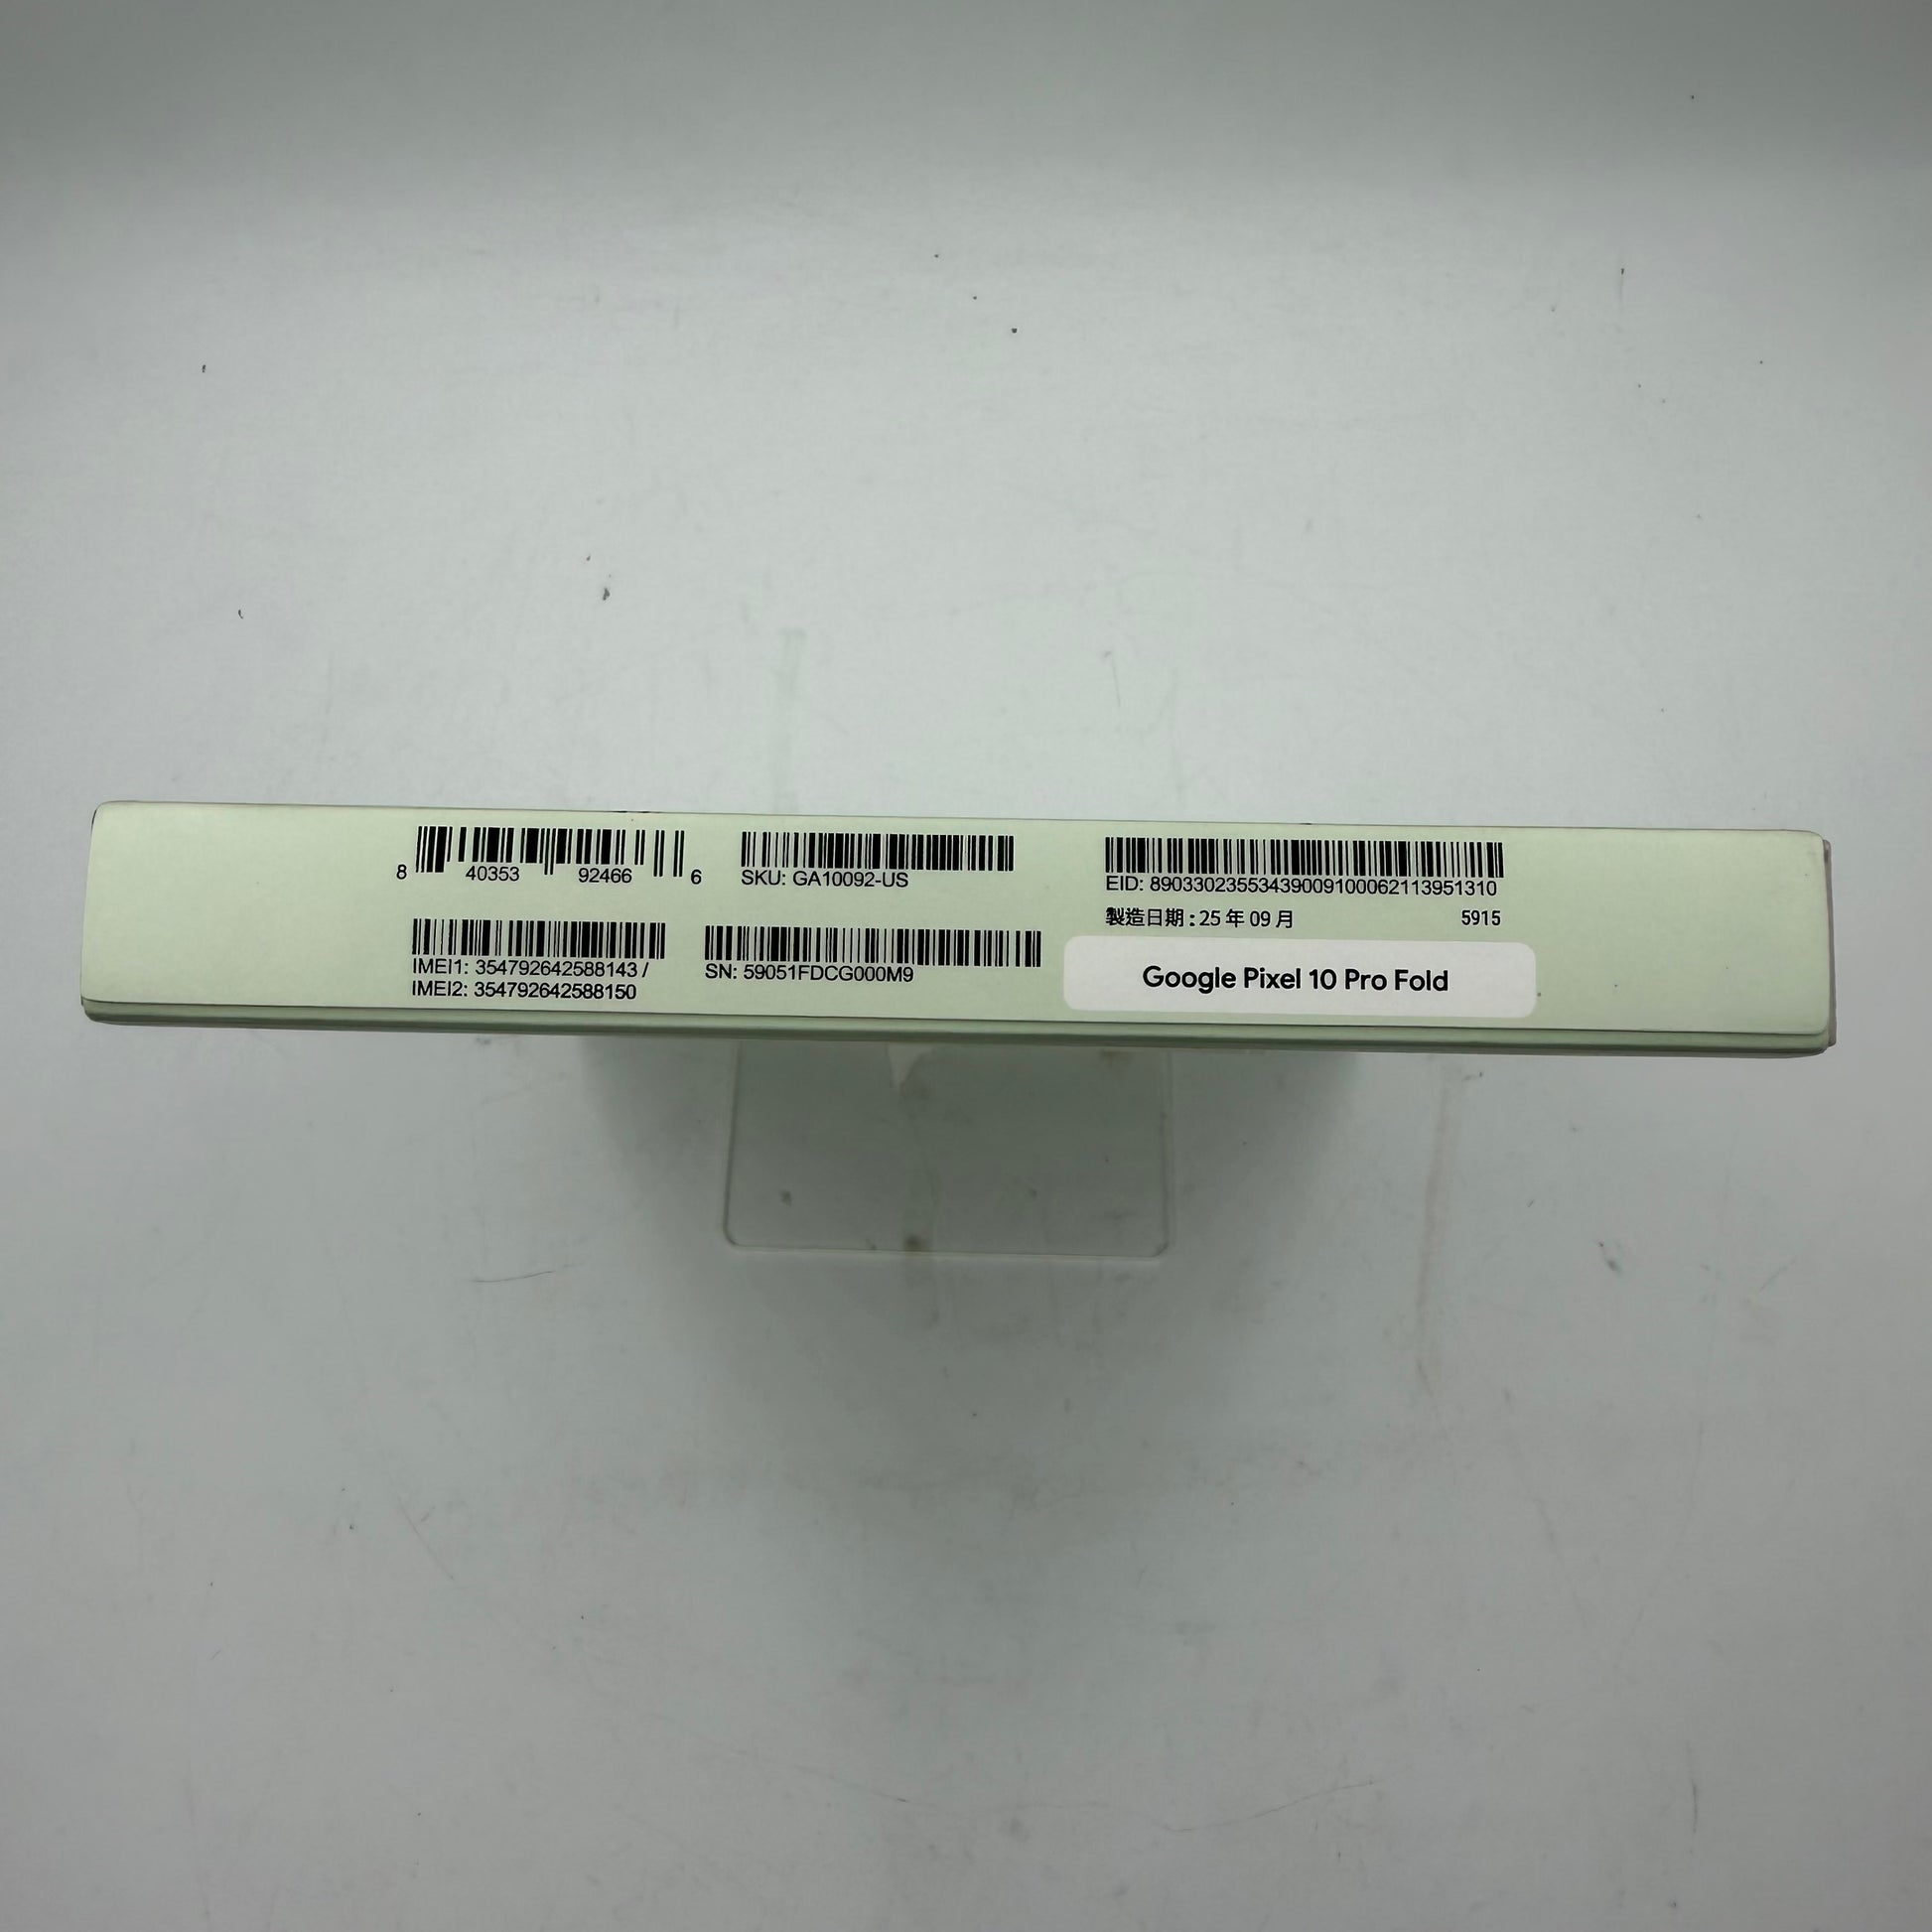 8 40353 92466 6
SKU: GA10092-US
EID: 89033023553439009100062113951310
製造日期 : 25 年 09 月 5915
IMEI1: 354792642588143 /
IMEI2: 354792642588150
SN: 59051FDCG000M9
Google Pixel 10 Pro Fold